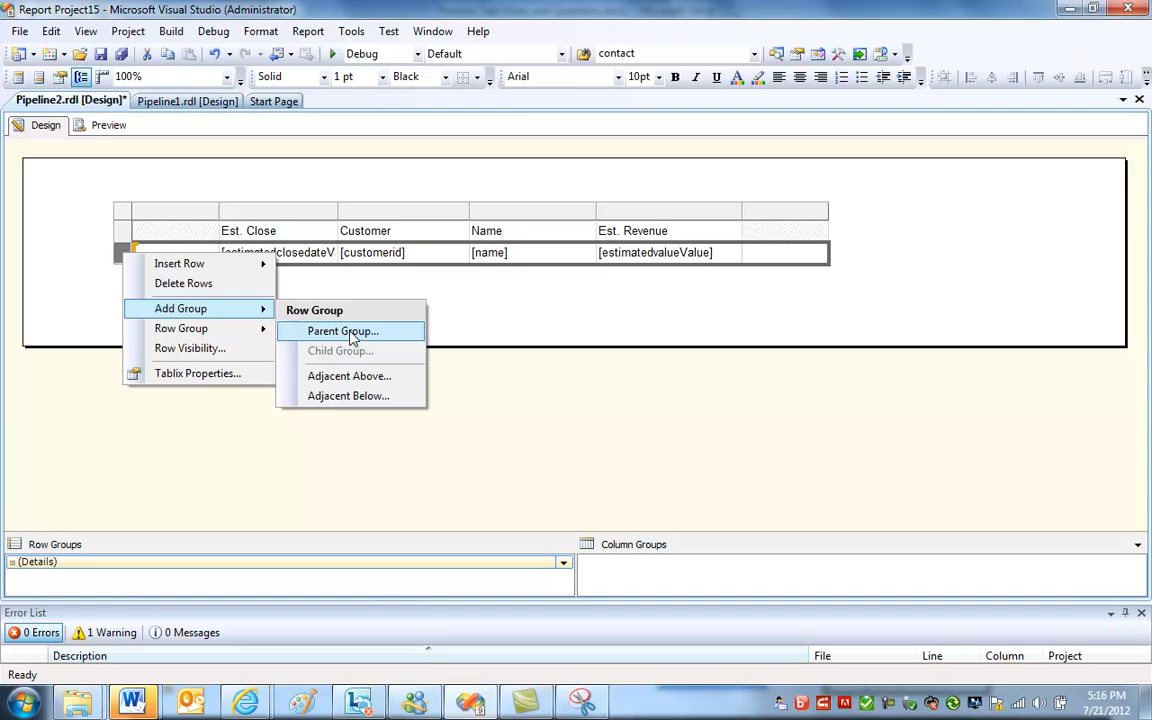 Report Project15 - Microsoft Visual Studio (Administrator)
File Edit View Project Build Debug Format Report Tools Test Window Help
Debug Default contact
100% Solid 1 pt Black Arial 10pt B I U A
Pipeline2.rdl [Design]* Pipeline1.rdl [Design] Start Page
Design Preview
Est. Close Customer Name Est. Revenue
[estimatedclosedateV [customerid] [name] [estimatedvalueValue]
Insert Row
Delete Rows
Add Group
Row Group
Row Visibility...
Tablix Properties...
Row Group
Parent Group...
Child Group...
Adjacent Above...
Adjacent Below...
Row Groups Column Groups
(Details)
Error List
0 Errors 1 Warning 0 Messages
Description File Line Column Project
Ready
5:16 PM
7/21/2012